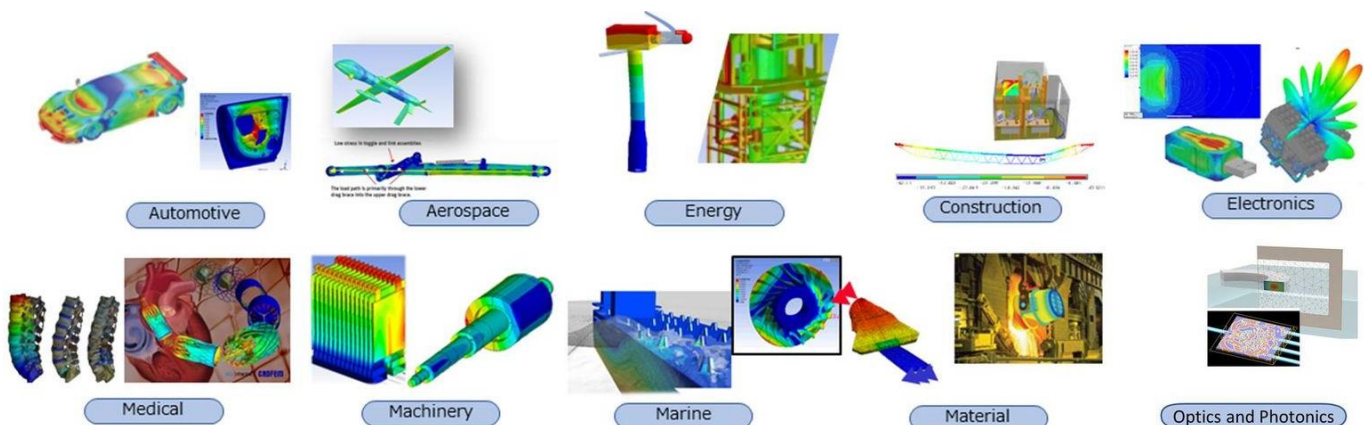 Low stress in toggle and link assemblies
The load path is primarily through the lower
drag brace into the upper drag brace.
Automotive
Aerospace
Energy
Construction
Electronics
CADFEM
Medical
Machinery
Marine
Material
Optics and Photonics